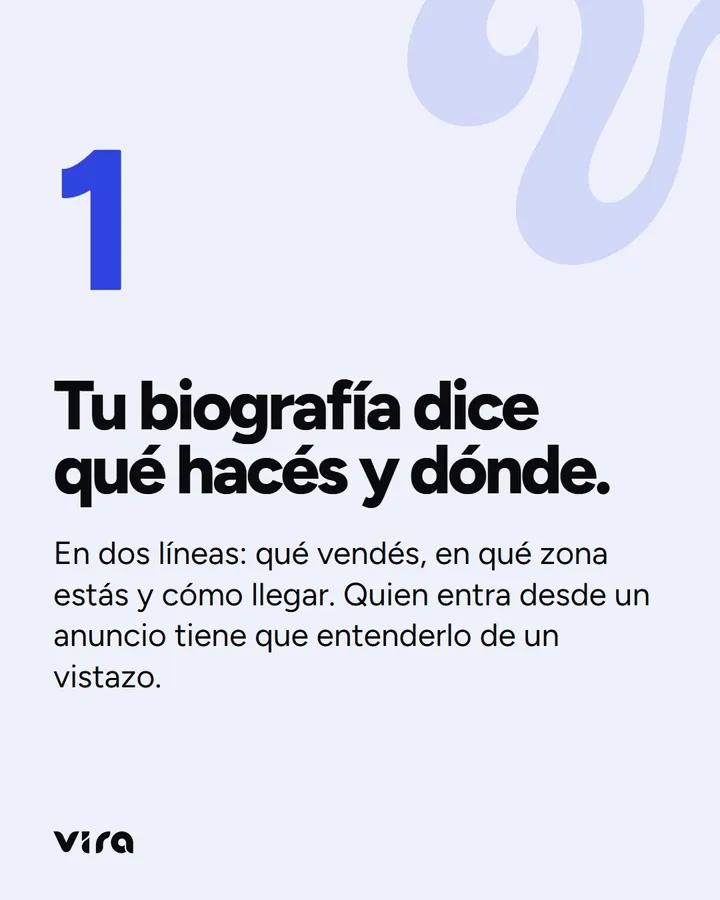 1
Tu biografía dice
qué hacés y dónde.
En dos líneas: qué vendés, en qué zona
estás y cómo llegar. Quien entra desde un
anuncio tiene que entenderlo de un
vistazo.
vira